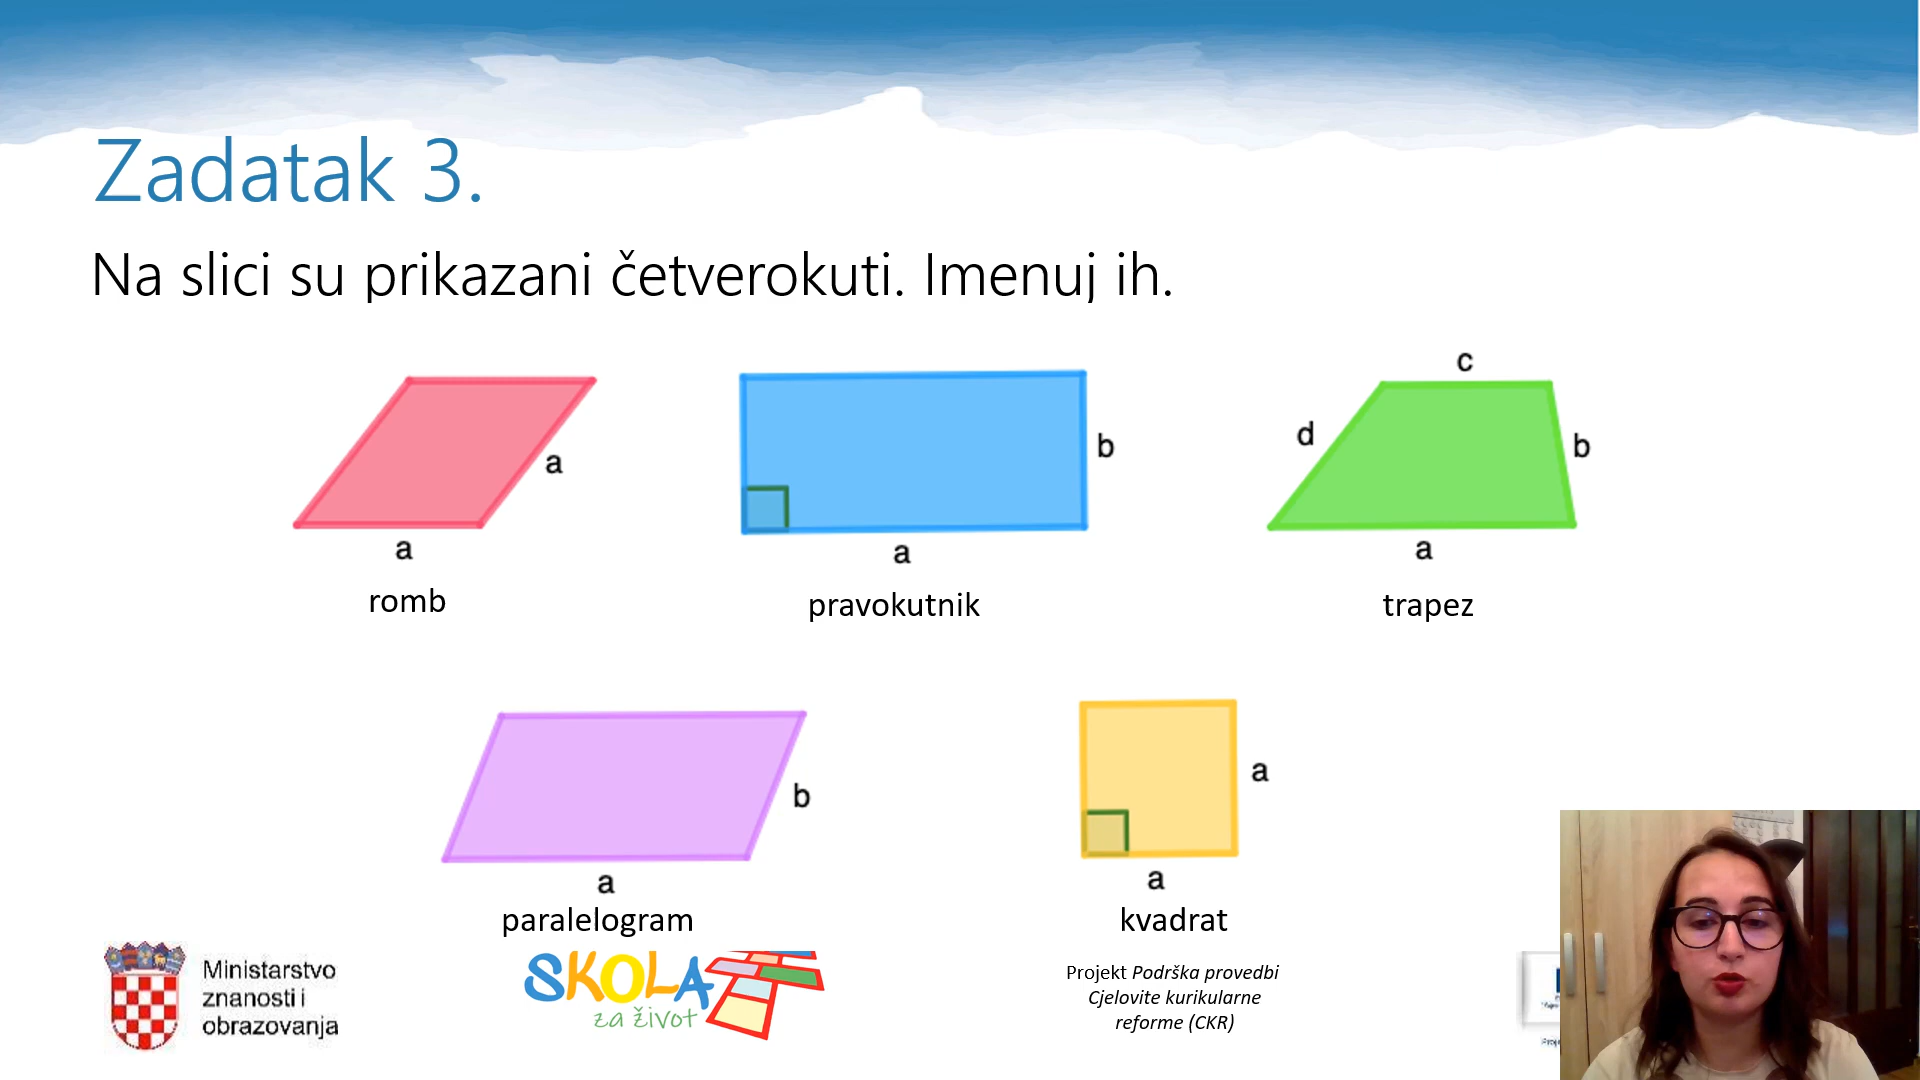 Zadatak 3.
Na slici su prikazani četverokuti. Imenuj ih.
a
a
romb
b
a
pravokutnik
c
d
b
a
trapez
b
a
paralelogram
a
a
kvadrat
Ministarstvo
znanosti i
obrazovanja
ŠKOLA
za život
Projekt Podrška provedbi
Cjelovite kurikularne
reforme (CKR)